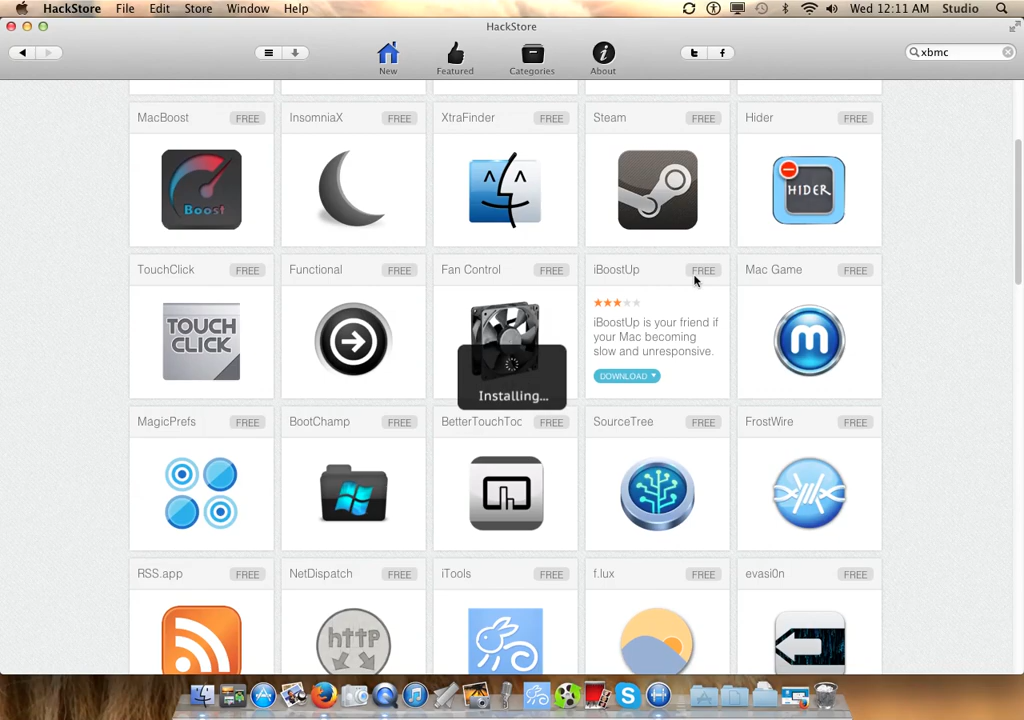 HackStore File Edit Store Window Help Wed 12:11 AM Studio
HackStore
New Featured Categories About
xbmc
MacBoost FREE InsomniaX FREE XtraFinder FREE Steam FREE Hider FREE
Boost
HIDER
TouchClick FREE Functional FREE Fan Control FREE iBoostUp FREE Mac Game FREE
TOUCH
CLICK
iBoostUp is your friend if
your Mac becoming
slow and unresponsive.
DOWNLOAD
Installing...
MagicPrefs FREE BootChamp FREE BetterTouchToo FREE SourceTree FREE FrostWire FREE
RSS.app FREE NetDispatch FREE iTools FREE f.lux FREE evasi0n FREE
http